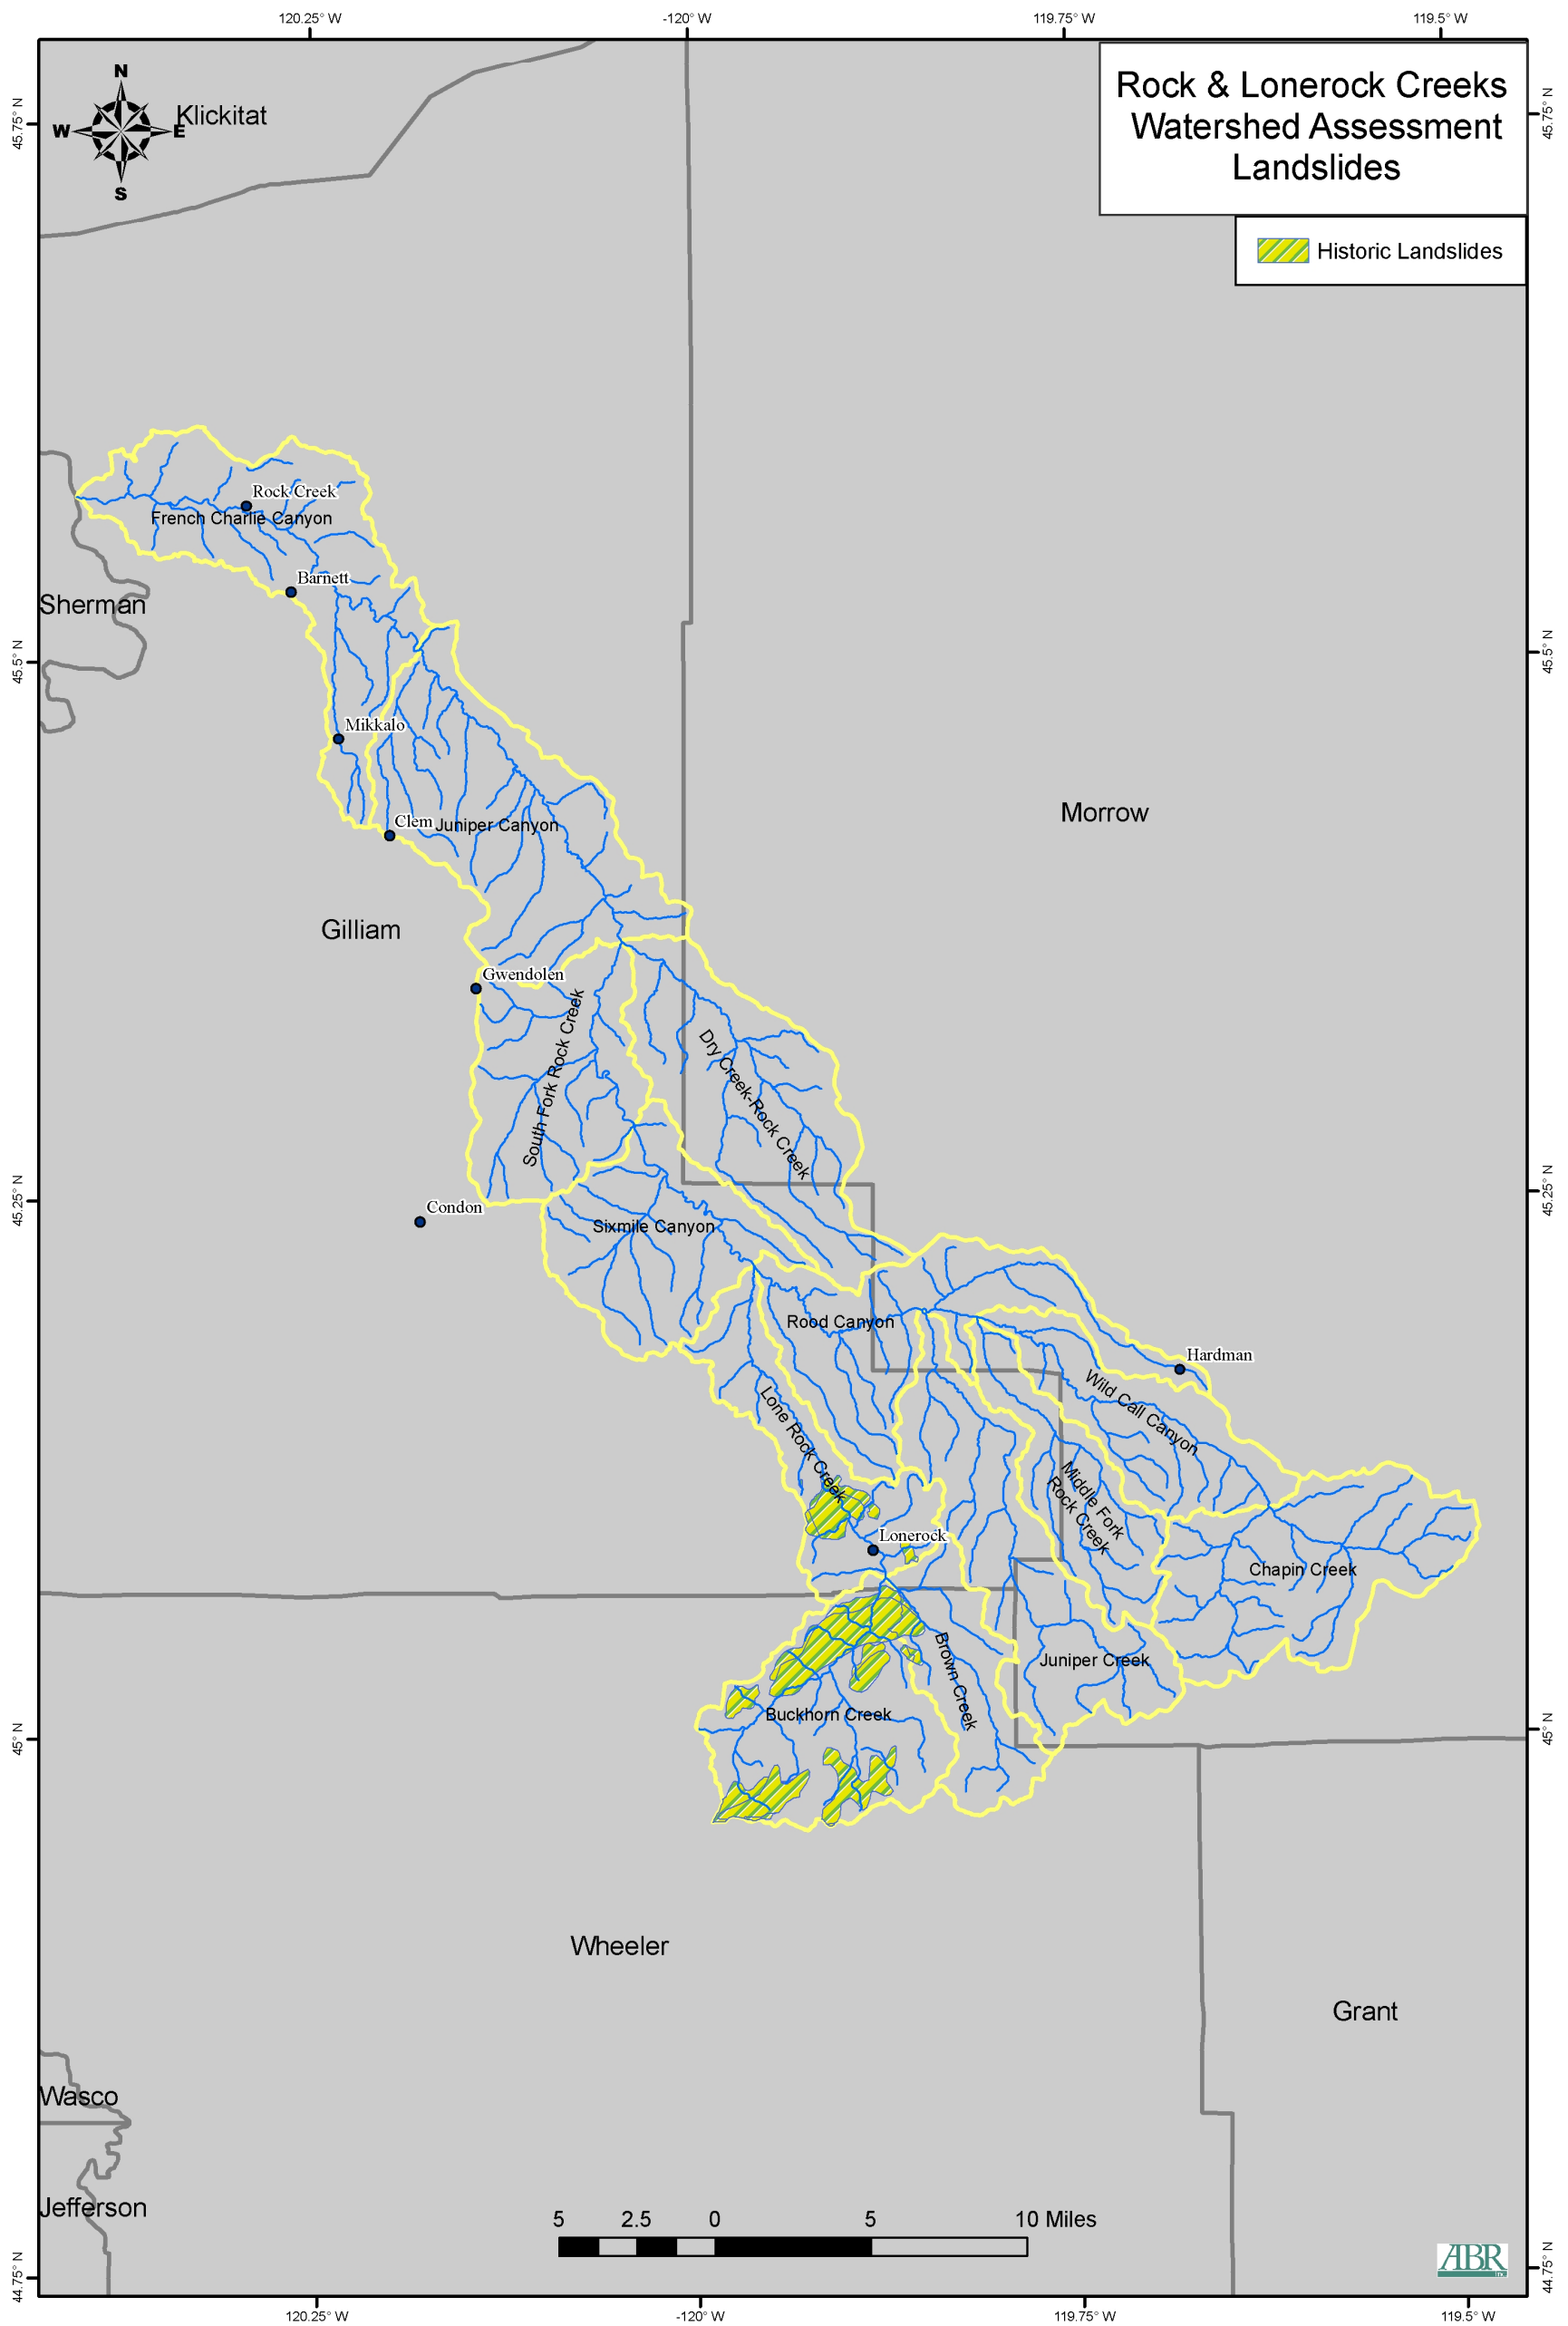 120.25° W
-120° W
119.75° W
119.5° W
Rock & Lonerock Creeks
Watershed Assessment
Landslides
Historic Landslides
N
W
E
S
Klickitat
45.75° N
45.75° N
Rock Creek
French Charlie Canyon
Barnett
Sherman
45.5° N
45.5° N
Mikkalo
Clem
Juniper Canyon
Morrow
Gilliam
Gwendolen
South Fork Rock Creek
Dry Creek-Rock Creek
45.25° N
45.25° N
Condon
Sixmile Canyon
Rood Canyon
Hardman
Wild Call Canyon
Lone Rock Creek
Middle Fork
Rock Creek
Lonerock
Chapin Creek
Brown Creek
Juniper Creek
Buckhorn Creek
45° N
45° N
Wheeler
Grant
Wasco
Jefferson
5
2.5
0
5
10 Miles
ABR
44.75° N
44.75° N
120.25° W
-120° W
119.75° W
119.5° W